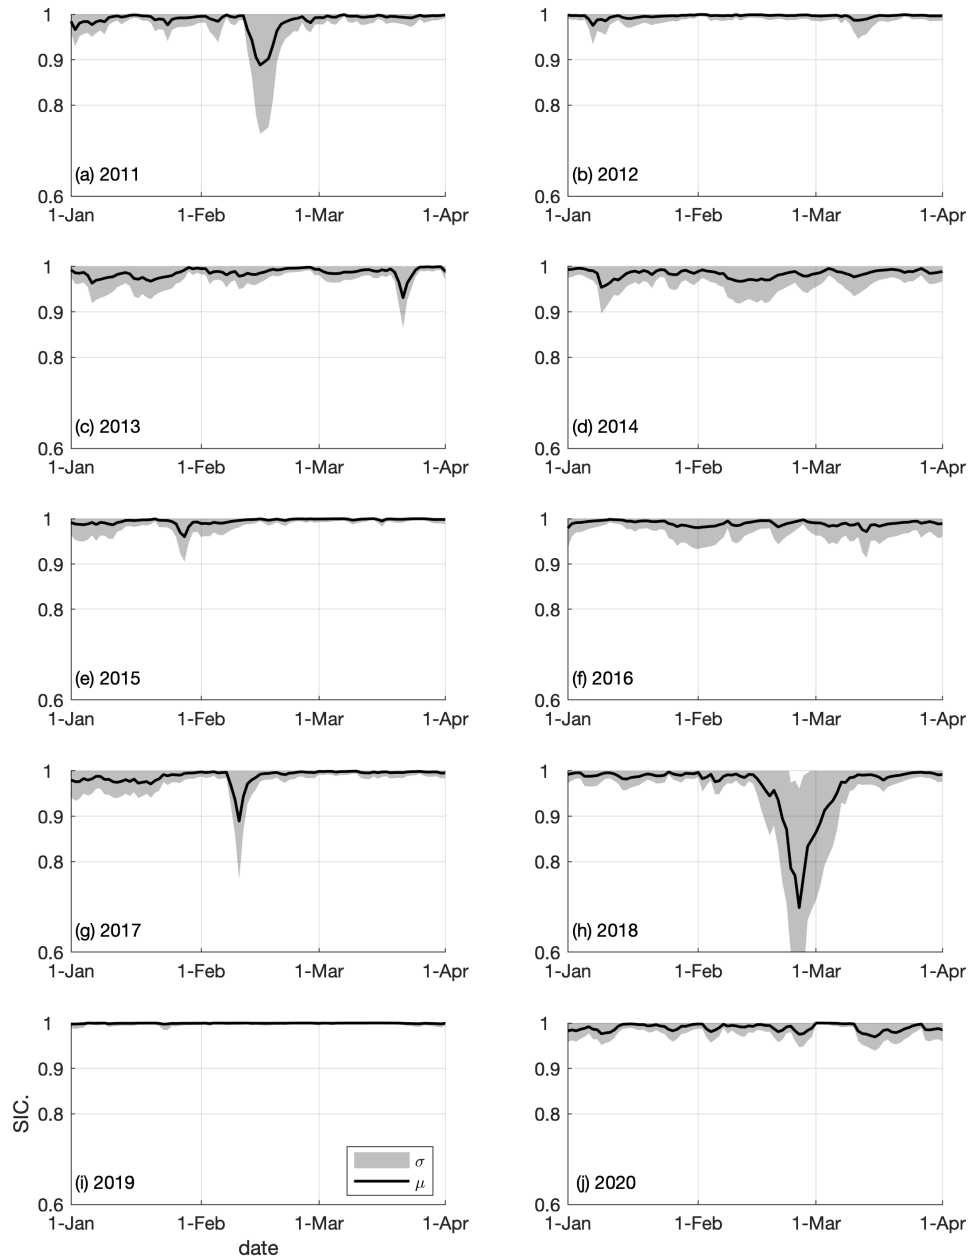 1
0.9
0.8
0.6
(a) 2011
1-Jan 1-Feb 1-Mar 1-Apr
1
0.9
0.8
0.6
(b) 2012
1-Jan 1-Feb 1-Mar 1-Apr
1
0.9
0.8
0.6
(c) 2013
1-Jan 1-Feb 1-Mar 1-Apr
1
0.9
0.8
0.6
(d) 2014
1-Jan 1-Feb 1-Mar 1-Apr
1
0.9
0.8
0.6
(e) 2015
1-Jan 1-Feb 1-Mar 1-Apr
1
0.9
0.8
0.6
(f) 2016
1-Jan 1-Feb 1-Mar 1-Apr
1
0.9
0.8
0.6
(g) 2017
1-Jan 1-Feb 1-Mar 1-Apr
1
0.9
0.8
0.6
(h) 2018
1-Jan 1-Feb 1-Mar 1-Apr
1
0.9
0.8
0.6
SIC.
(i) 2019
σ
μ
1-Jan 1-Feb 1-Mar 1-Apr
date
1
0.9
0.8
0.6
(j) 2020
1-Jan 1-Feb 1-Mar 1-Apr